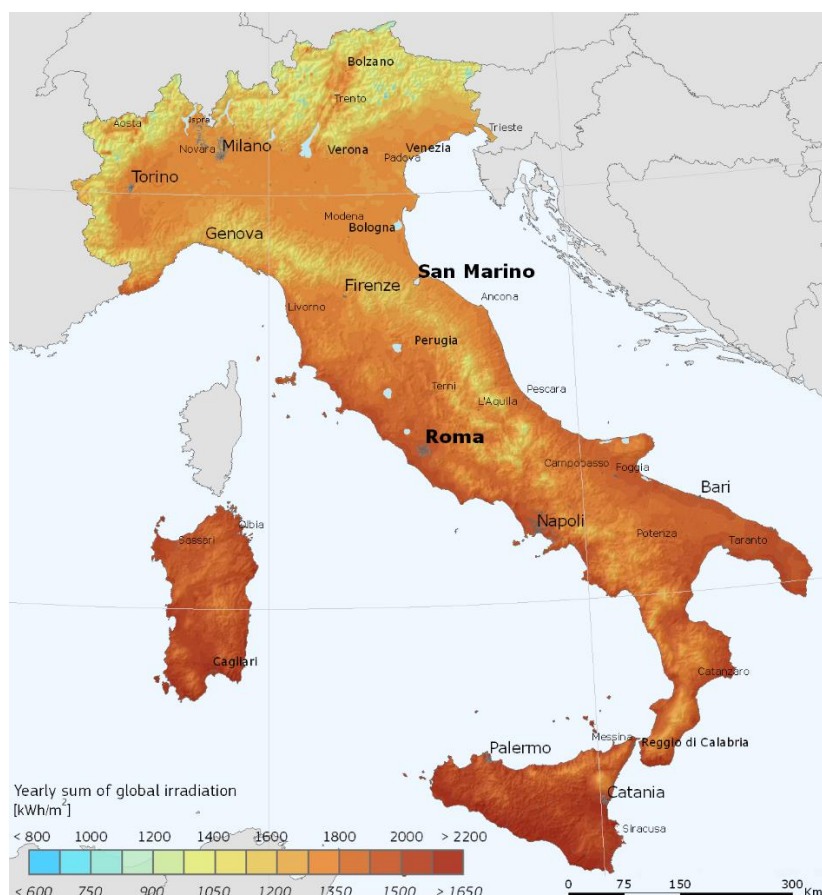 Bolzano
Trento
Aosta
Ispra
Trieste
Novara
Milano
Verona
Venezia
Padova
Torino
Modena
Bologna
Genova
San Marino
Firenze
Ancona
Livorno
Perugia
Terni
Pescara
L'Aquila
Roma
Campobasso
Foggia
Bari
Napoli
Potenza
Taranto
Olbia
Sassari
Cagliari
Catanzaro
Messina
Reggio di Calabria
Palermo
Catania
Siracusa
Yearly sum of global irradiation
[kWh/m²]
< 800 1000 1200 1400 1600 1800 2000 > 2200
< 600 750 900 1050 1200 1350 1500 > 1650
0 75 150 300
Km